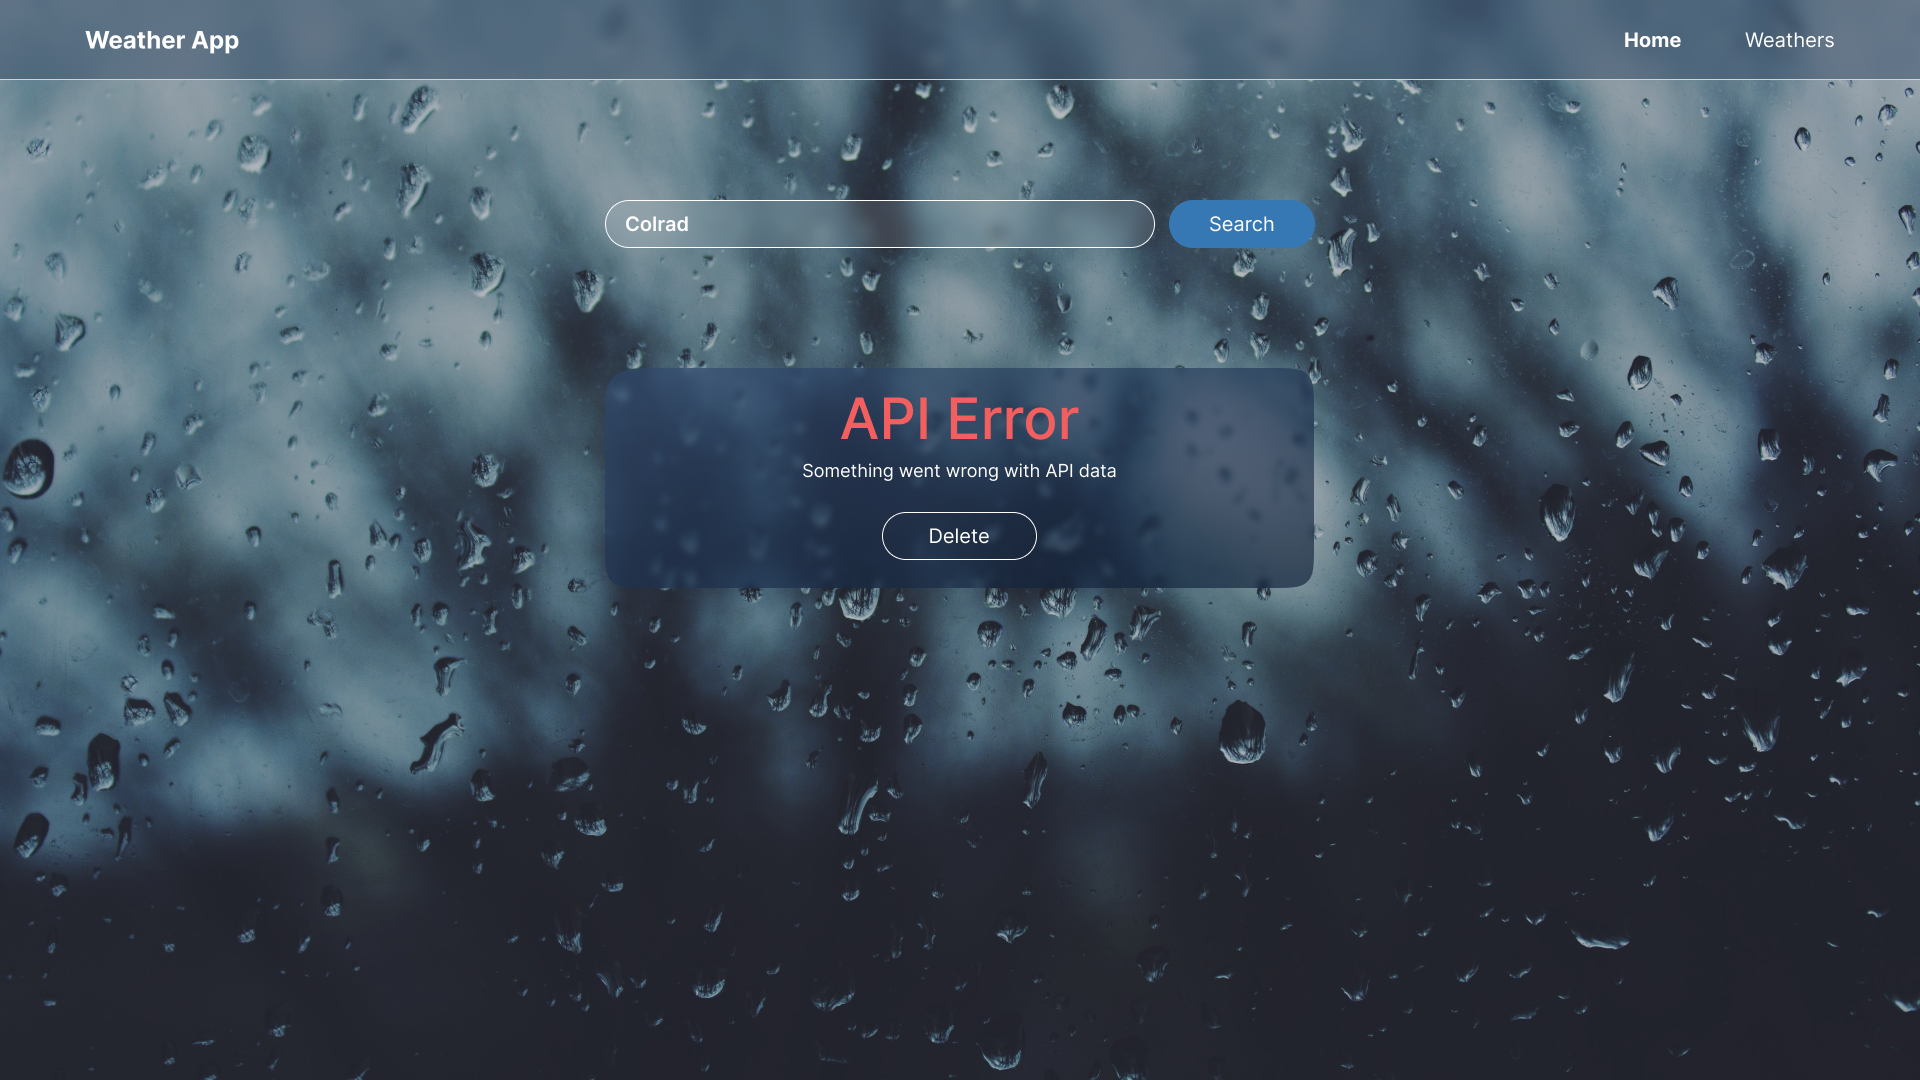 Weather App
Home
Weathers
Colrad
Search
API Error
Something went wrong with API data
Delete